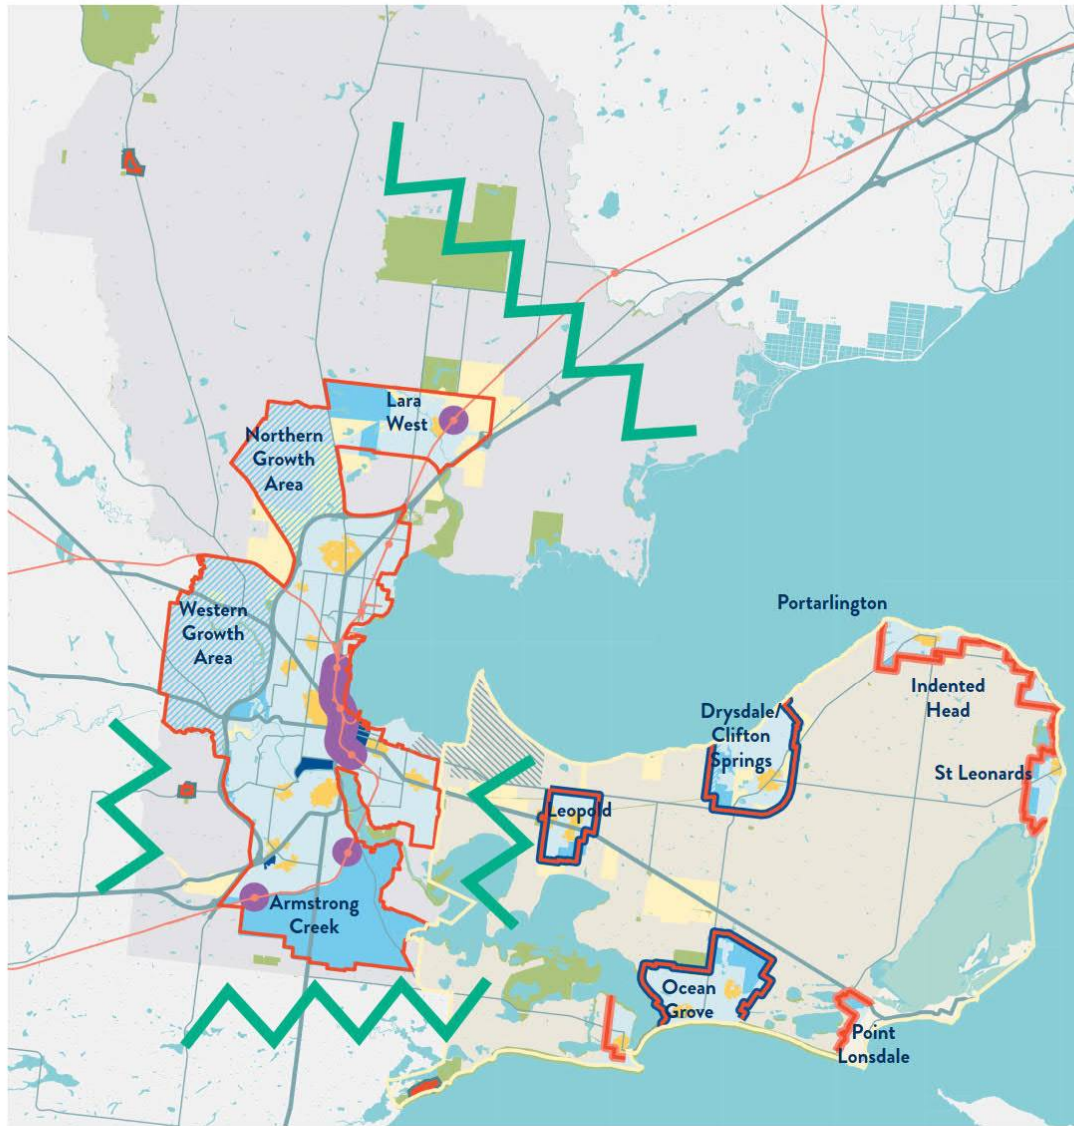 Lara
West
Northern
Growth
Area
Western
Growth
Area
Portarlington
Indented
Head
Drysdale/
Clifton
Springs
St Leonards
Leopold
Armstrong
Creek
Ocean
Grove
Point
Lonsdale